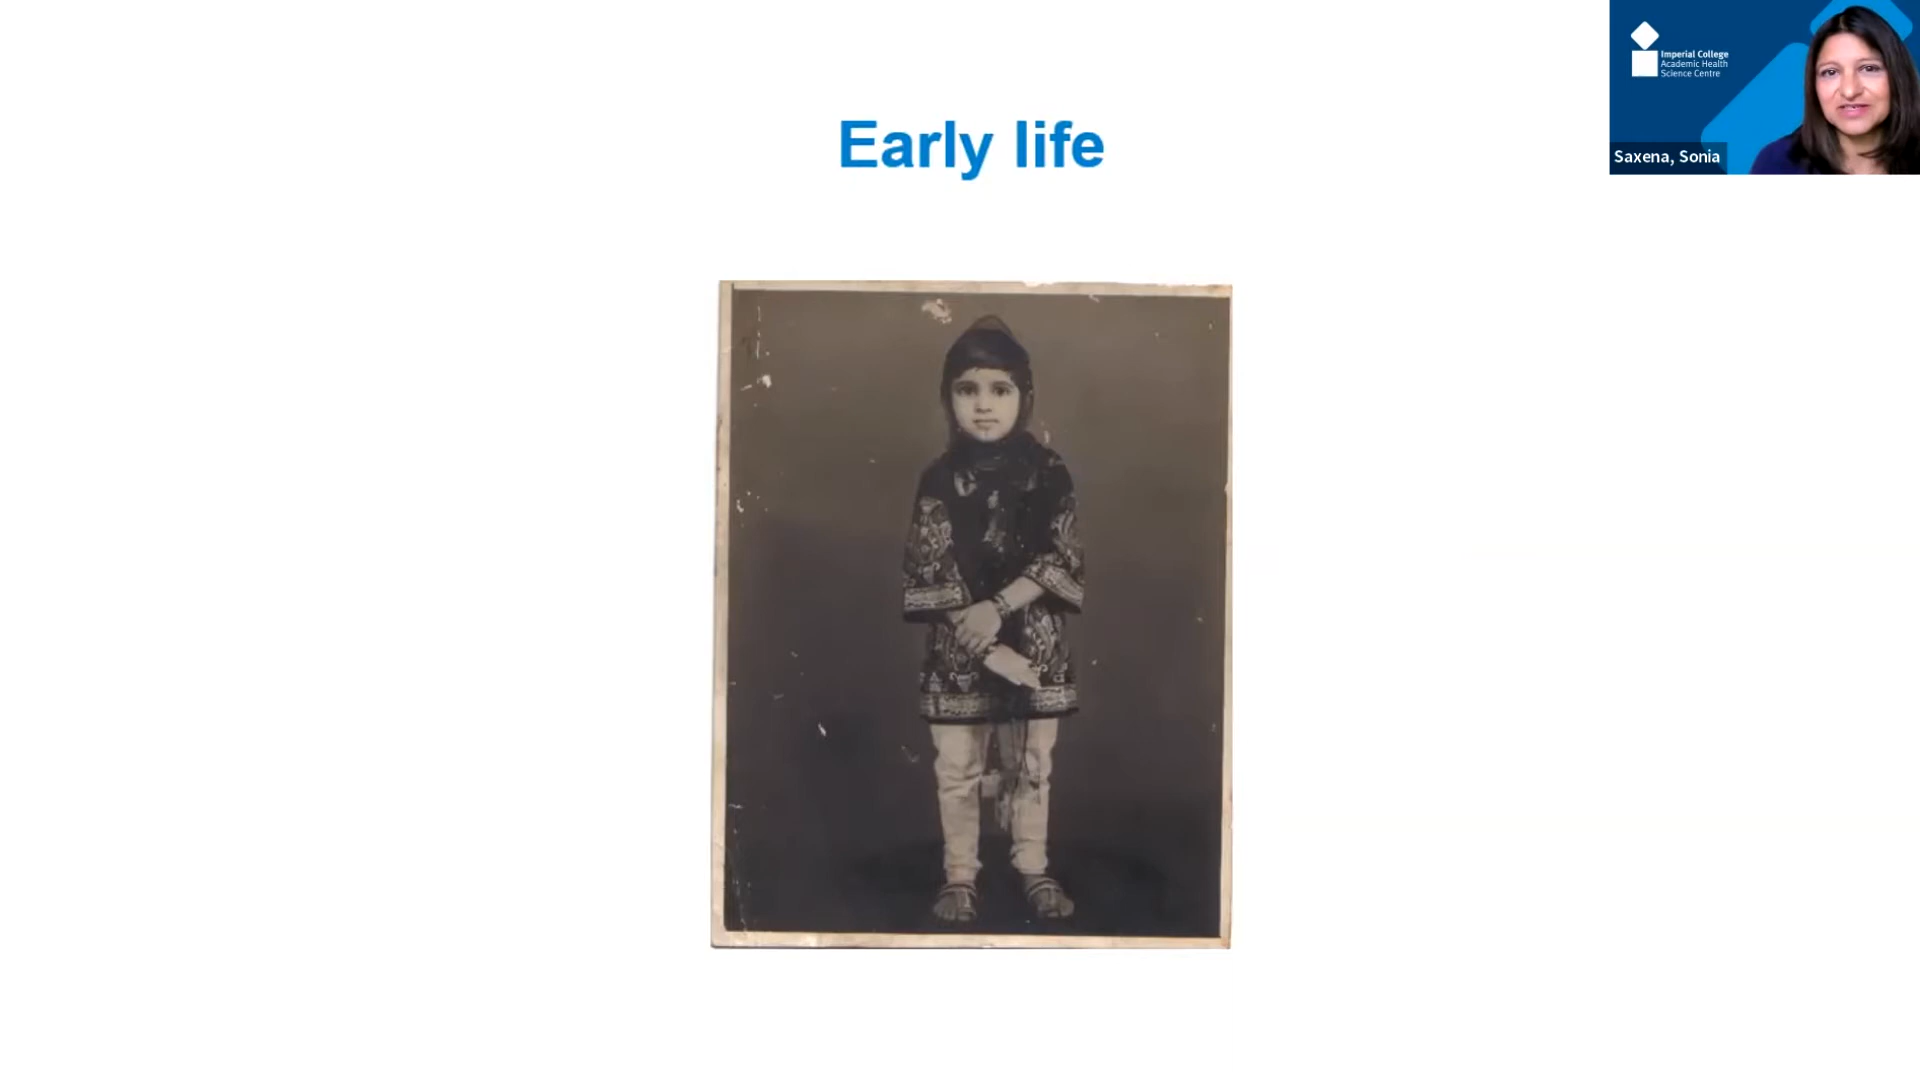 Early life
Imperial College
Academic Health
Science Centre
Saxena, Sonia